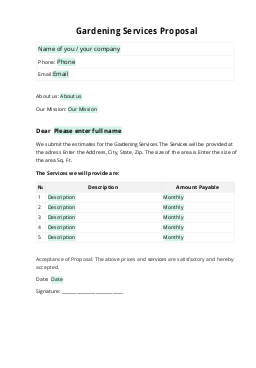 Gardening Services Proposal
Name of you / your company
Phone: Phone
Email:Email
About us: About us
Our Mission: Our Mission
Dear Please enter full name
We submit the estimates for the Gardening Services The Services will be provided at
the adress Enter the Address, City, State, Zip. The size of the area is Enter the size of
the area Sq. Ft.
The Services we will provide are:
№ Description Amount Payable
1 Description Monthly
2 Description Monthly
3 Description Monthly
4 Description Monthly
5 Description Monthly
Acceptance of Proposal: The above prices and services are satisfactory and hereby
accepted.
Date: Date
Signature: ____________________